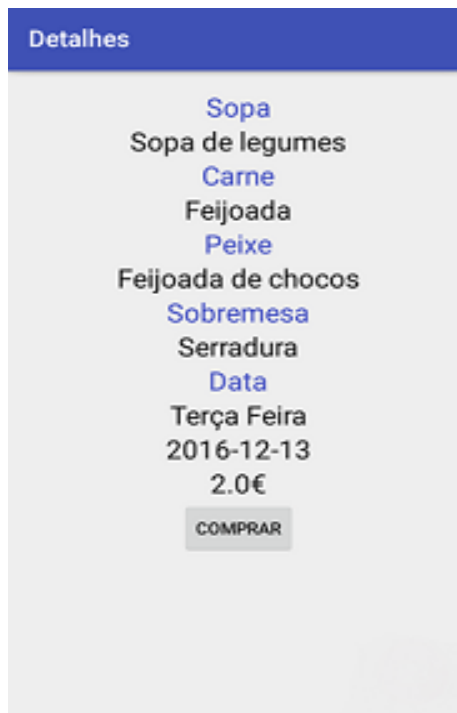 Detalhes
Sopa
Sopa de legumes
Carne
Feijoada
Peixe
Feijoada de chocos
Sobremesa
Serradura
Data
Terça Feira
2016-12-13
2.0€
COMPRAR